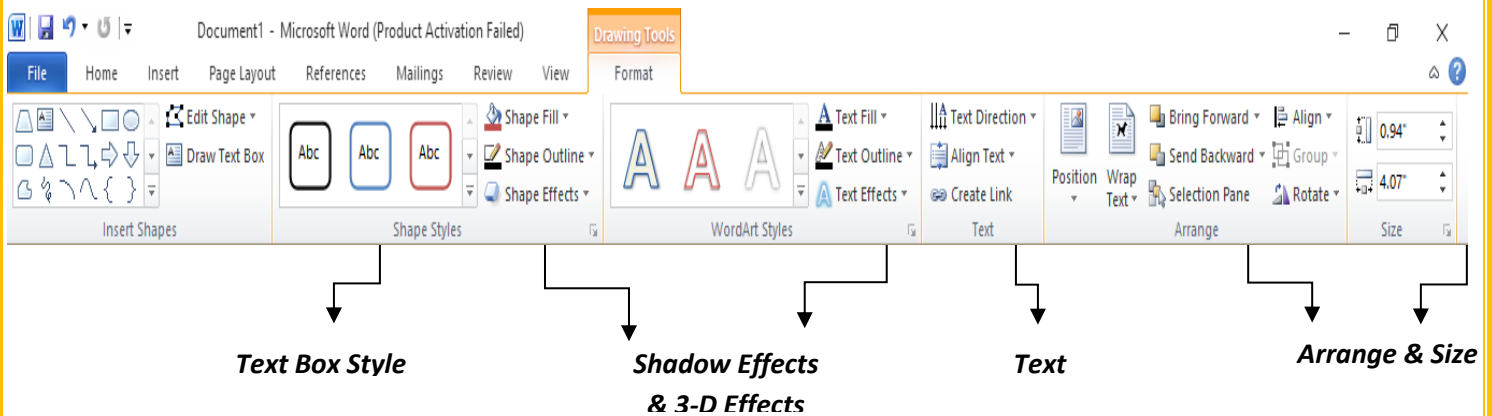 Document1 - Microsoft Word (Product Activation Failed)
Drawing Tools
File Home Insert Page Layout References Mailings Review View Format
Edit Shape
Draw Text Box
Abc Abc Abc
Shape Fill
Shape Outline
Shape Effects
A A A
Text Fill
Text Outline
Text Effects
Text Direction
Align Text
Create Link
Position
Wrap
Text
Bring Forward
Send Backward
Selection Pane
Align
Group
Rotate
0.94"
4.07"
Insert Shapes Shape Styles WordArt Styles Text Arrange Size
Text Box Style
Shadow Effects
& 3-D Effects
Text
Arrange & Size